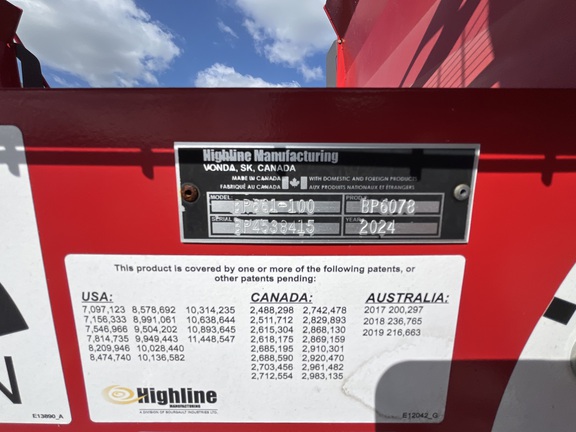 Highline Manufacturing
VONDA, SK, CANADA
MADE IN CANADA WITH DOMESTIC AND FOREIGN PRODUCTS
FABRIQUÉ AU CANADA AUX PRODUITS NATIONAUX ET ÉTRANGERS
MODEL: PRODUCT BP6078
SERIAL YEAR 2024
This product is covered by one or more of the following patents, or
other patents pending:
USA: CANADA: AUSTRALIA:
7,097,123 8,578,692 10,314,235 2,488,298 2,742,478 2017 200,297
7,156,333 8,991,061 10,638,644 2,511,712 2,829,893 2018 236,765
7,546,966 9,504,202 10,893,645 2,615,304 2,868,130 2019 216,663
7,814,735 9,949,443 11,448,547 2,618,175 2,869,159
8,209,946 10,028,440 2,685,195 2,910,301
8,474,740 10,136,582 2,688,590 2,920,470
2,703,456 2,961,482
2,712,554 2,983,135
Highline
MANUFACTURING
A DIVISION OF BOURGAULT INDUSTRIES LTD.
E13890_A
E12042_G
N